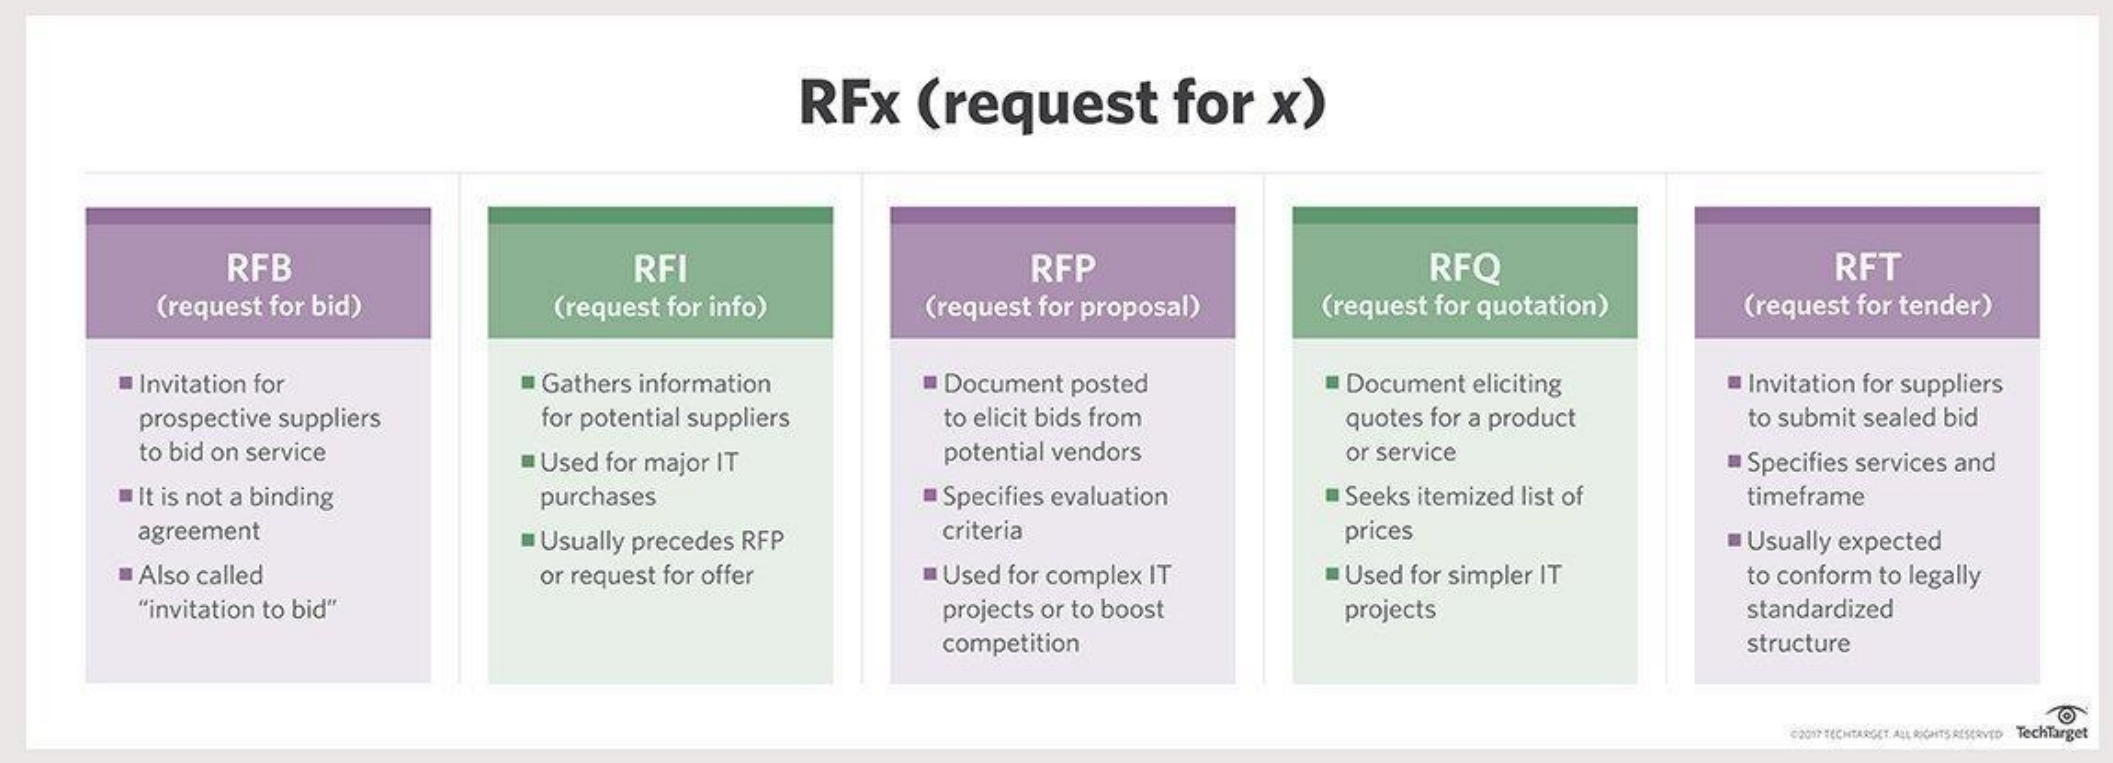 RFx (request for x)
RFB
(request for bid)
Invitation for
prospective suppliers
to bid on service
It is not a binding
agreement
Also called
“invitation to bid”
RFI
(request for info)
Gathers information
for potential suppliers
Used for major IT
purchases
Usually precedes RFP
or request for offer
RFP
(request for proposal)
Document posted
to elicit bids from
potential vendors
Specifies evaluation
criteria
Used for complex IT
projects or to boost
competition
RFQ
(request for quotation)
Document eliciting
quotes for a product
or service
Seeks itemized list of
prices
Used for simpler IT
projects
RFT
(request for tender)
Invitation for suppliers
to submit sealed bid
Specifies services and
timeframe
Usually expected
to conform to legally
standardized
structure
©2017 TECHTARGET. ALL RIGHTS RESERVED TechTarget